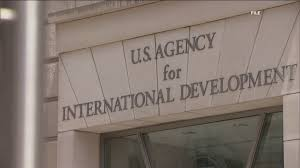 FILE
U.S. AGENCY
for
INTERNATIONAL DEVELOPMENT